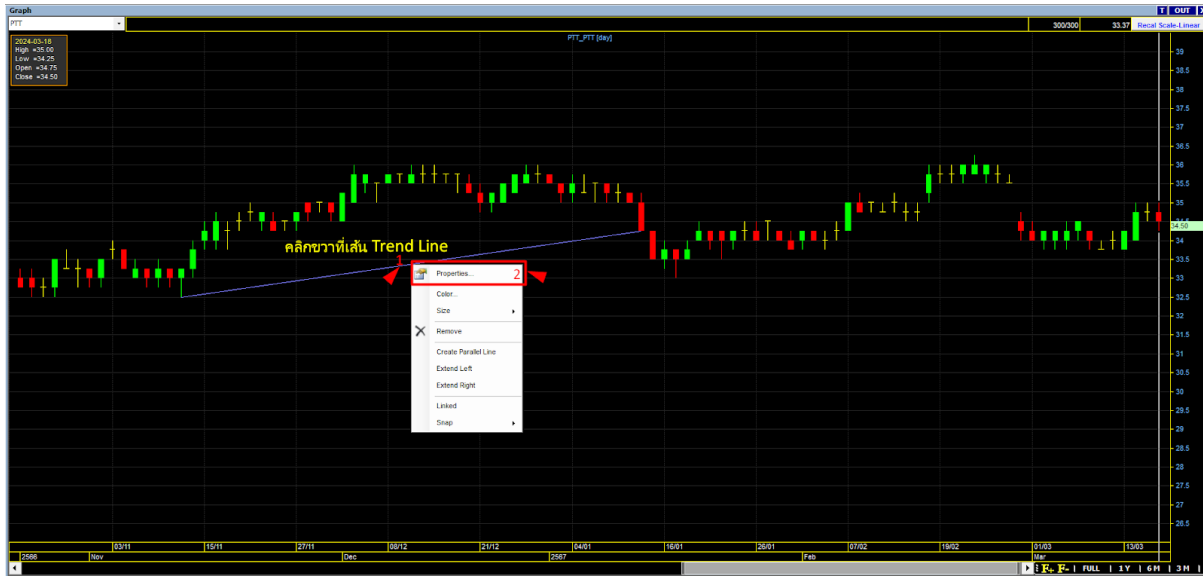 Graph
T OUT
PTT
300/300 33.37 Recal Scale-Linear
PTT_PTT [day]
2024-03-18
High =35.00
Low =34.25
Open =34.75
Close =34.50
39
38.5
38
37.5
37
36.5
36
35.5
35
34.50
34
33.5
33
32.5
32
31.5
31
30.5
30
29.5
29
28.5
28
27.5
27
26.5
คลิกขวาที่เส้น Trend Line
1
Properties... 2
Color...
Size
Remove
Create Parallel Line
Extend Left
Extend Right
Linked
Snap
03/11 15/11 27/11 08/12 21/12 04/01 16/01 26/01 07/02 19/02 01/03 13/03
2566 Nov Dec 2567 Feb Mar
F+ F- | FULL | 1Y | 6M | 3M |